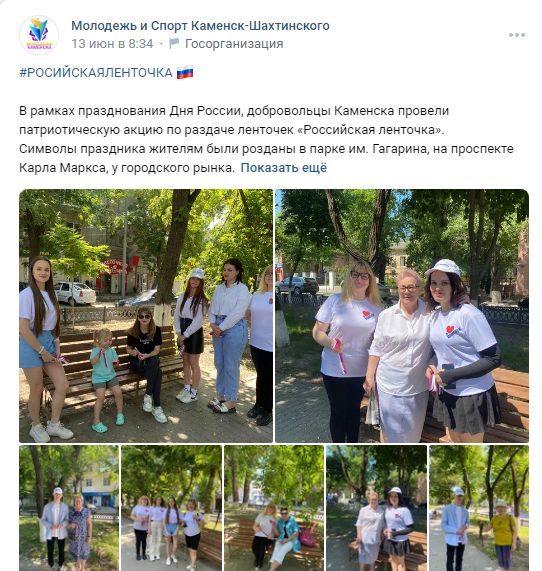 Молодежь и Спорт Каменск-Шахтинского
13 июн в 8:34 · Госорганизация
#РОСИЙСКАЯЛЕНТОЧКА
В рамках празднования Дня России, добровольцы Каменска провели
патриотическую акцию по раздаче ленточек «Российская ленточка».
Символы праздника жителям были розданы в парке им. Гагарина, на проспекте
Карла Маркса, у городского рынка. Показать ещё